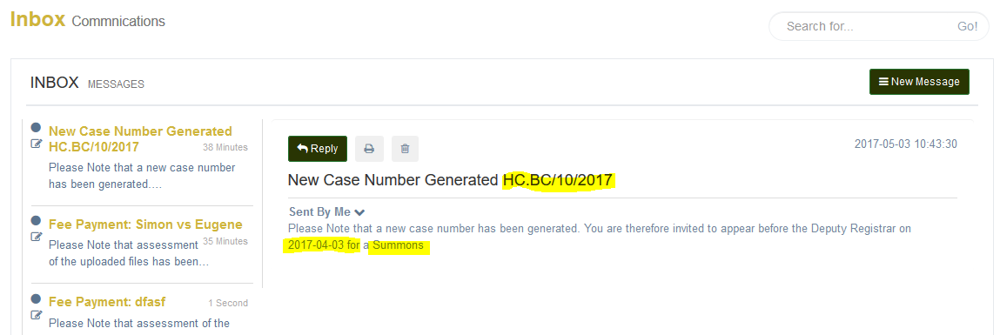 Inbox Commnications
Search for... Go!
INBOX MESSAGES
New Message
New Case Number Generated
HC.BC/10/2017
38 Minutes
Please Note that a new case number
has been generated....
Fee Payment: Simon vs Eugene
Please Note that assessment
35 Minutes
of the uploaded files has been...
Fee Payment: dfasf
1 Second
Please Note that assessment of the
Reply
2017-05-03 10:43:30
New Case Number Generated HC.BC/10/2017
Sent By Me
Please Note that a new case number has been generated. You are therefore invited to appear before the Deputy Registrar on
2017-04-03 for a Summons